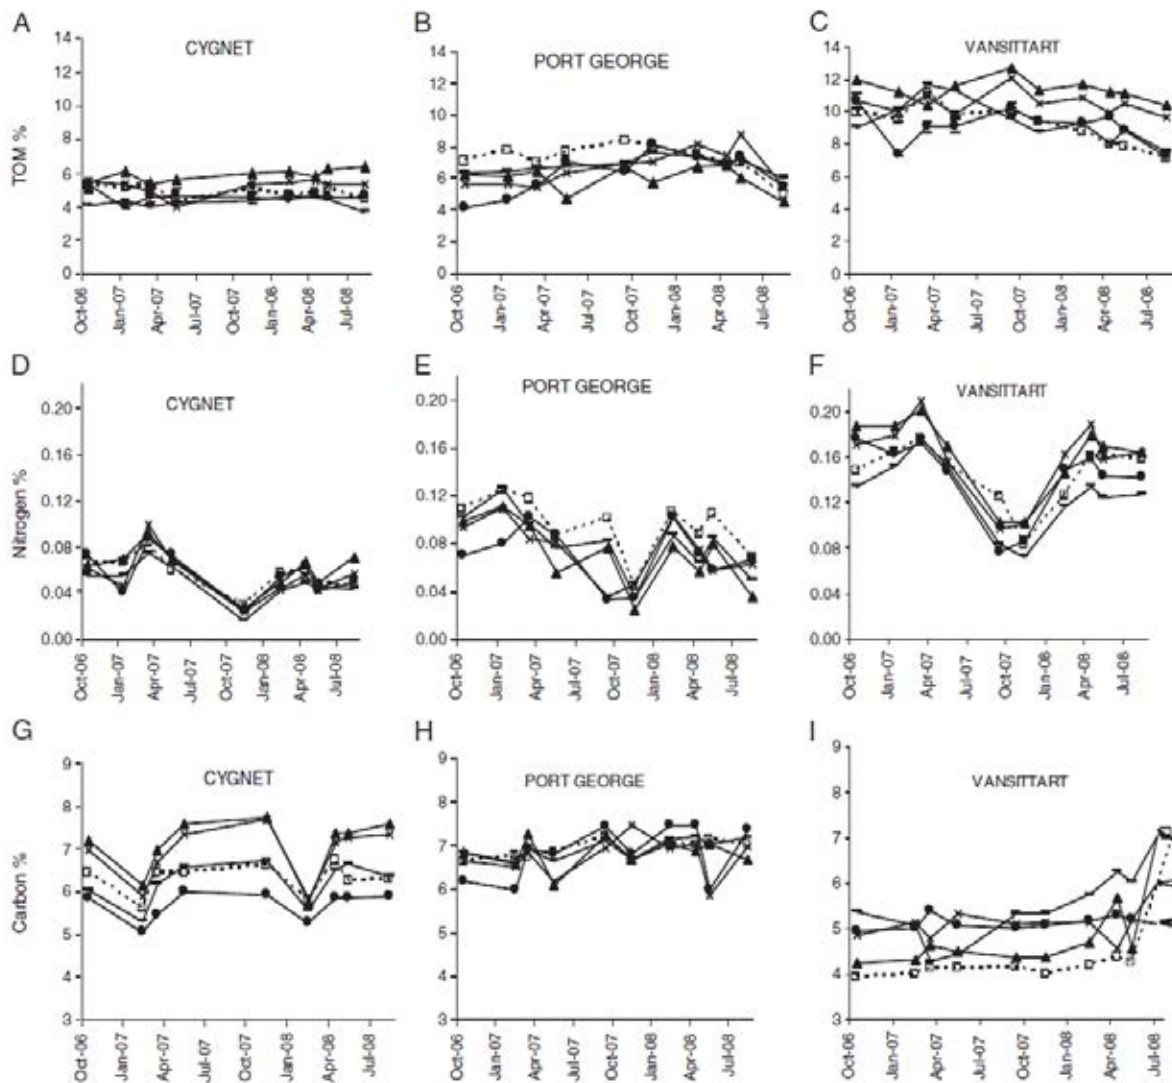 A
CYGNET
TOM %
14
12
10
8
6
4
2
0
Oct-06
Jan-07
Apr-07
Jul-07
Oct-07
Jan-08
Apr-08
Jul-08
B
PORT GEORGE
14
12
10
8
6
4
2
0
Oct-06
Jan-07
Apr-07
Jul-07
Oct-07
Jan-08
Apr-08
Jul-08
C
VANSITTART
14
12
10
8
6
4
2
0
Oct-06
Jan-07
Apr-07
Jul-07
Oct-07
Jan-08
Apr-08
Jul-08
D
CYGNET
Nitrogen %
0.20
0.16
0.12
0.08
0.04
0.00
Oct-06
Jan-07
Apr-07
Jul-07
Oct-07
Jan-08
Apr-08
Jul-08
E
PORT GEORGE
0.20
0.16
0.12
0.08
0.04
0.00
Oct-06
Jan-07
Apr-07
Jul-07
Oct-07
Jan-08
Apr-08
Jul-08
F
VANSITTART
0.20
0.16
0.12
0.08
0.04
0.00
Oct-06
Jan-07
Apr-07
Jul-07
Oct-07
Jan-08
Apr-08
Jul-08
G
CYGNET
Carbon %
9
8
7
6
5
4
3
Oct-06
Jan-07
Apr-07
Jul-07
Oct-07
Jan-08
Apr-08
Jul-08
H
PORT GEORGE
9
8
7
6
5
4
3
Oct-06
Jan-07
Apr-07
Jul-07
Oct-07
Jan-08
Apr-08
Jul-08
I
VANSITTART
9
8
7
6
5
4
3
Oct-06
Jan-07
Apr-07
Jul-07
Oct-07
Jan-08
Apr-08
Jul-08